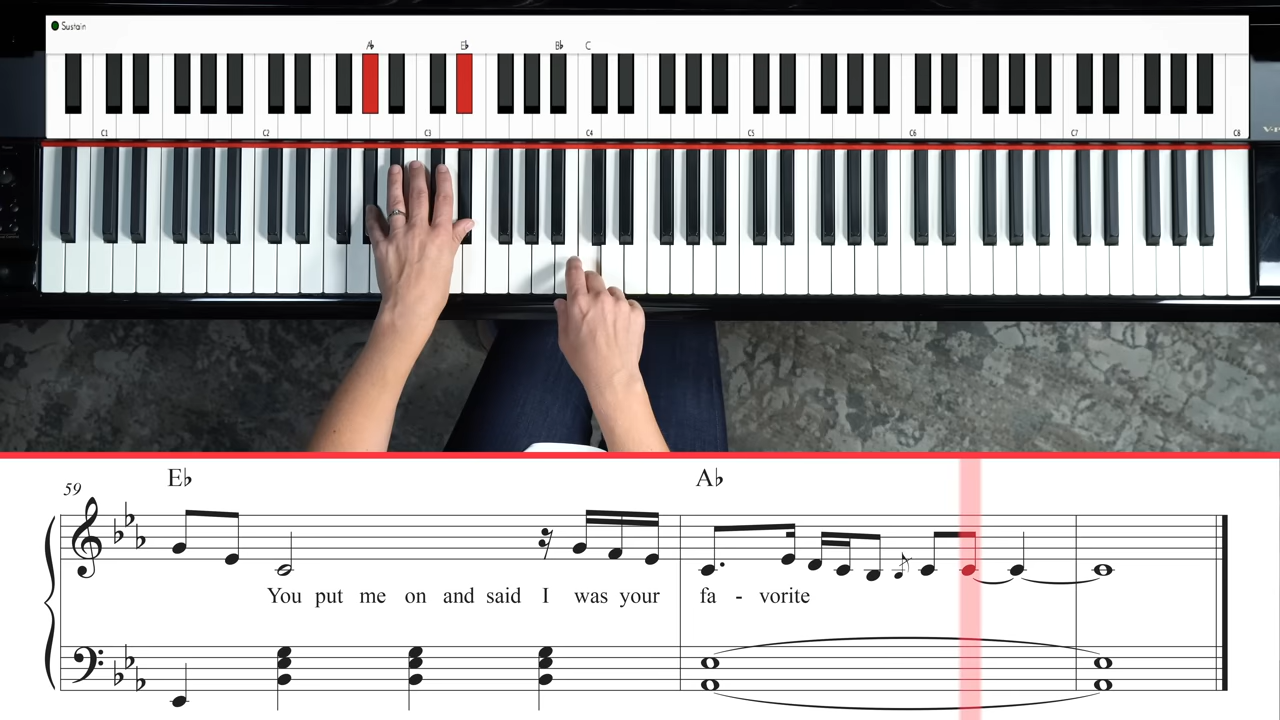 Sustain
A♭ E♭ B♭ C
C1 C2 C3 C4 C5 C6 C7 C8
E♭ A♭
59
You put me on and said I was your fa - vorite